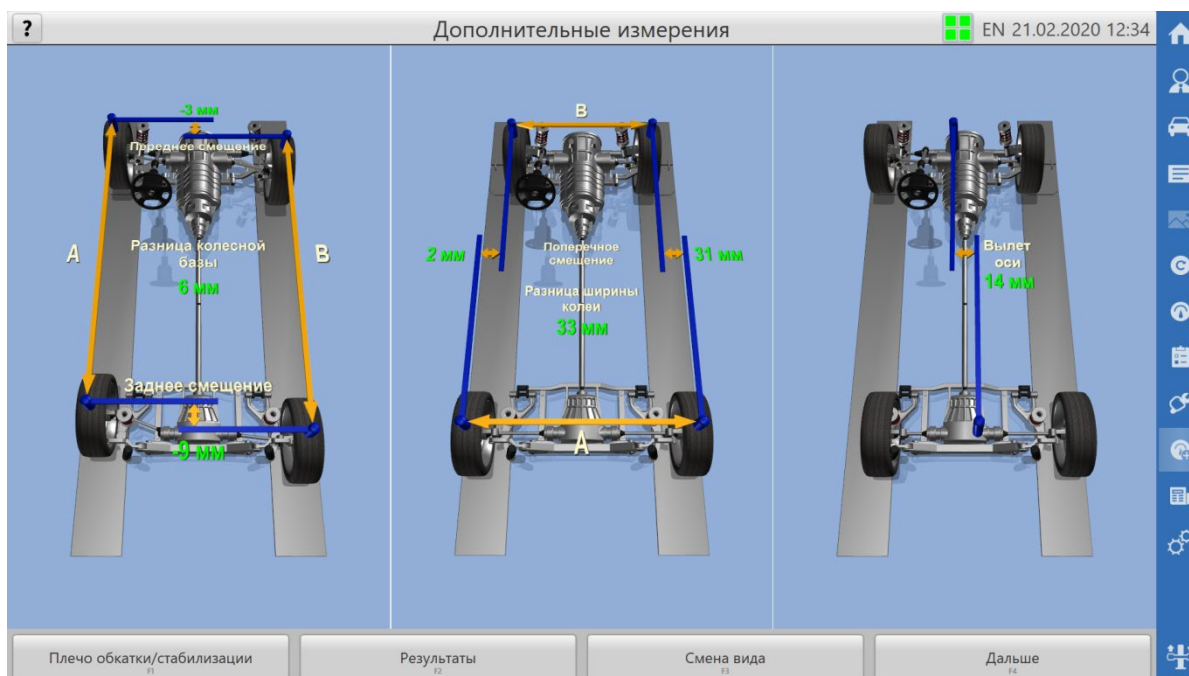 ?
Дополнительные измерения
EN 21.02.2020 12:34
-3 мм
Переднее смещение
A
Разница колесной
базы
6 мм
B
Заднее смещение
-9 мм
B
2 мм
Поперечное
смещение
31 мм
Разница ширины
колеи
33 мм
A
Вылет
оси
14 мм
Плечо обкатки/стабилизации
F1
Результаты
F2
Смена вида
F3
Дальше
F4